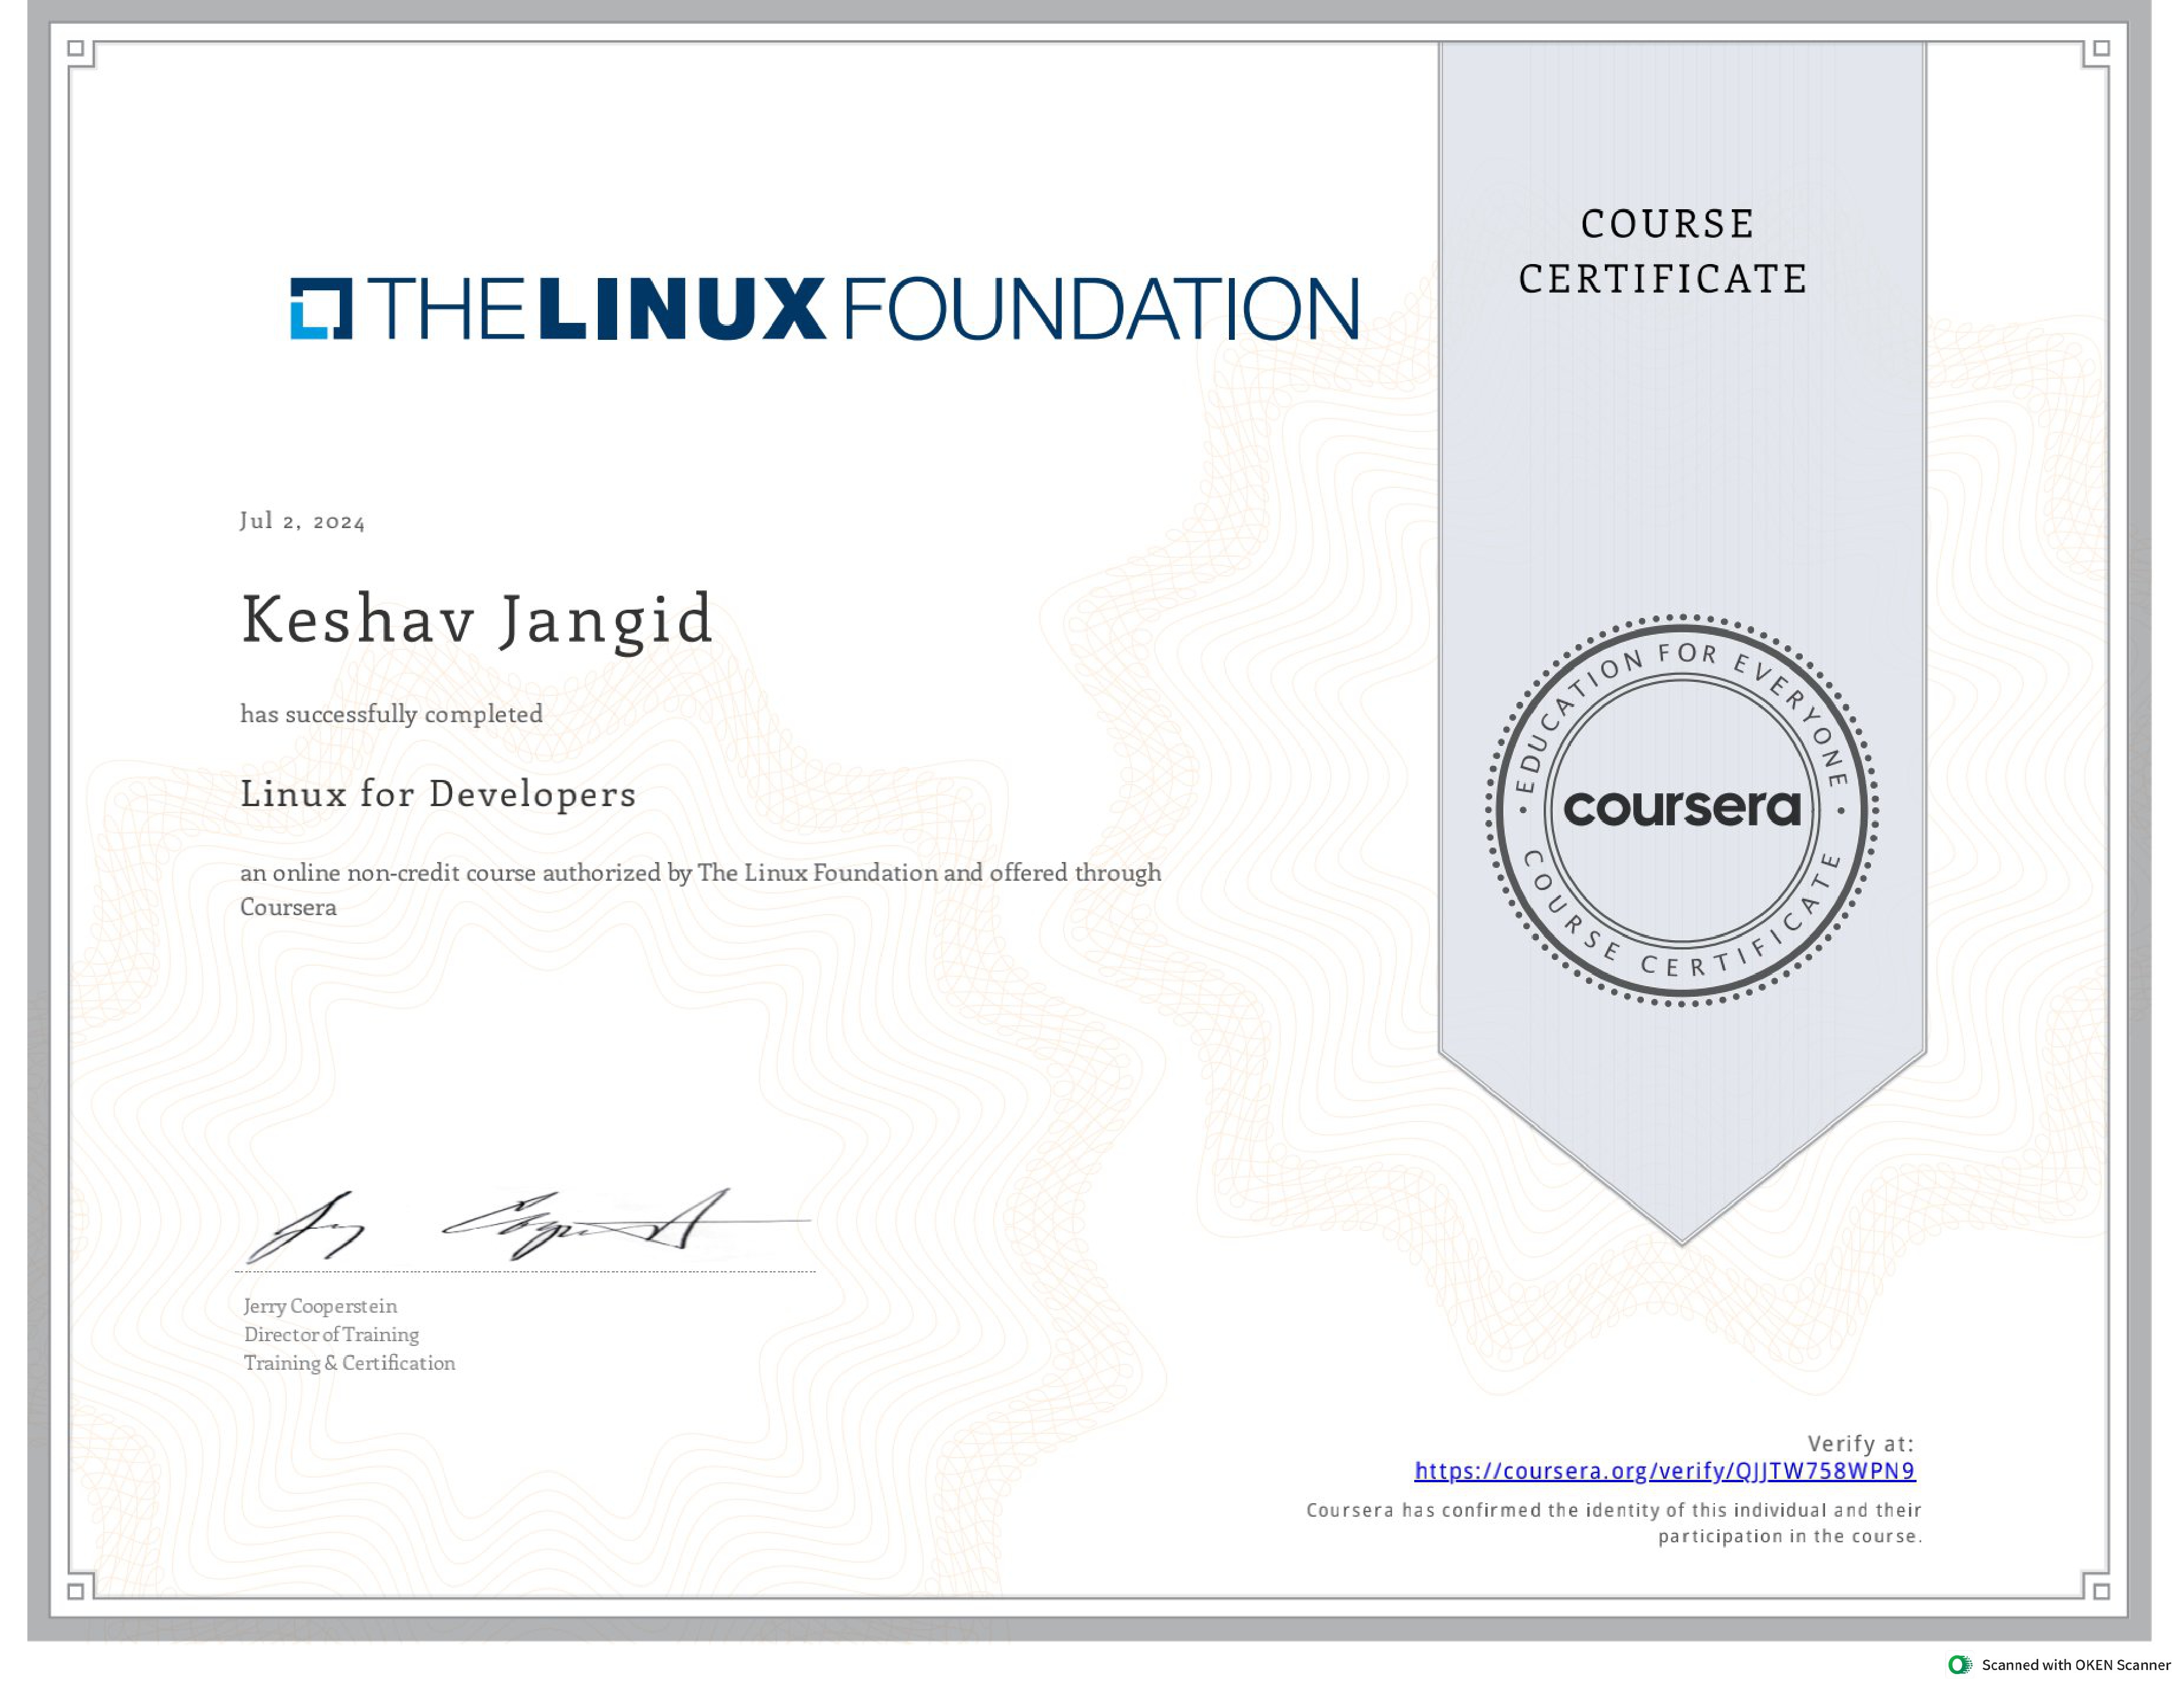 THE LINUX FOUNDATION
COURSE
CERTIFICATE
Jul 2, 2024
Keshav Jangid
has successfully completed
Linux for Developers
an online non-credit course authorized by The Linux Foundation and offered through
Coursera
EDUCATION FOR EVERYONE
coursera
COURSE CERTIFICATE
Jerry Cooperstein
Director of Training
Training & Certification
Verify at:
https://coursera.org/verify/QJJTW758WPN9
Coursera has confirmed the identity of this individual and their
participation in the course.
Scanned with OKEN Scanner